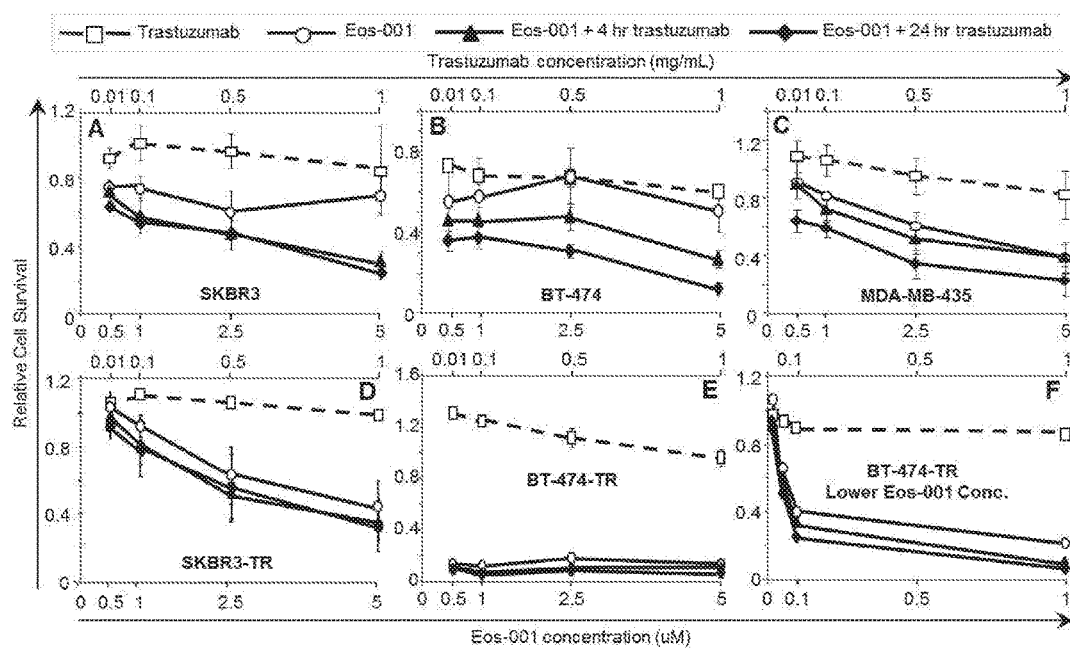 Trastuzumab Eos-001 Eos-001 + 4 hr trastuzumab Eos-001 + 24 hr trastuzumab
Trastuzumab concentration (mg/mL)
0.01 0.1 0.5 1 0.01 0.1 0.5 1 0.01 0.1 0.5 1
Relative Cell Survival
1.2
0.8
0.4
0
A
SKBR3
0.8
0.4
0
B
BT-474
1.2
0.8
0.4
0
C
MDA-MB-435
0 0.5 1 2.5 5 0 0.5 1 2.5 5 0 0.5 1 2.5 5
0.01 0.1 0.5 1 0.01 0.1 0.5 1 0.1 0.5 1
1.2
0.8
0.4
0
D
SKBR3-TR
1.6
1.2
0.8
0.4
0
E
BT-474-TR
1.2
0.8
0.4
0
F
BT-474-TR
Lower Eos-001 Conc.
0 0.5 1 2.5 5 0 0.5 1 2.5 5 0 0.1 0.5 1
Eos-001 concentration (uM)